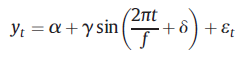 y_t = α + γ sin(2πt/f + δ) + ε_t